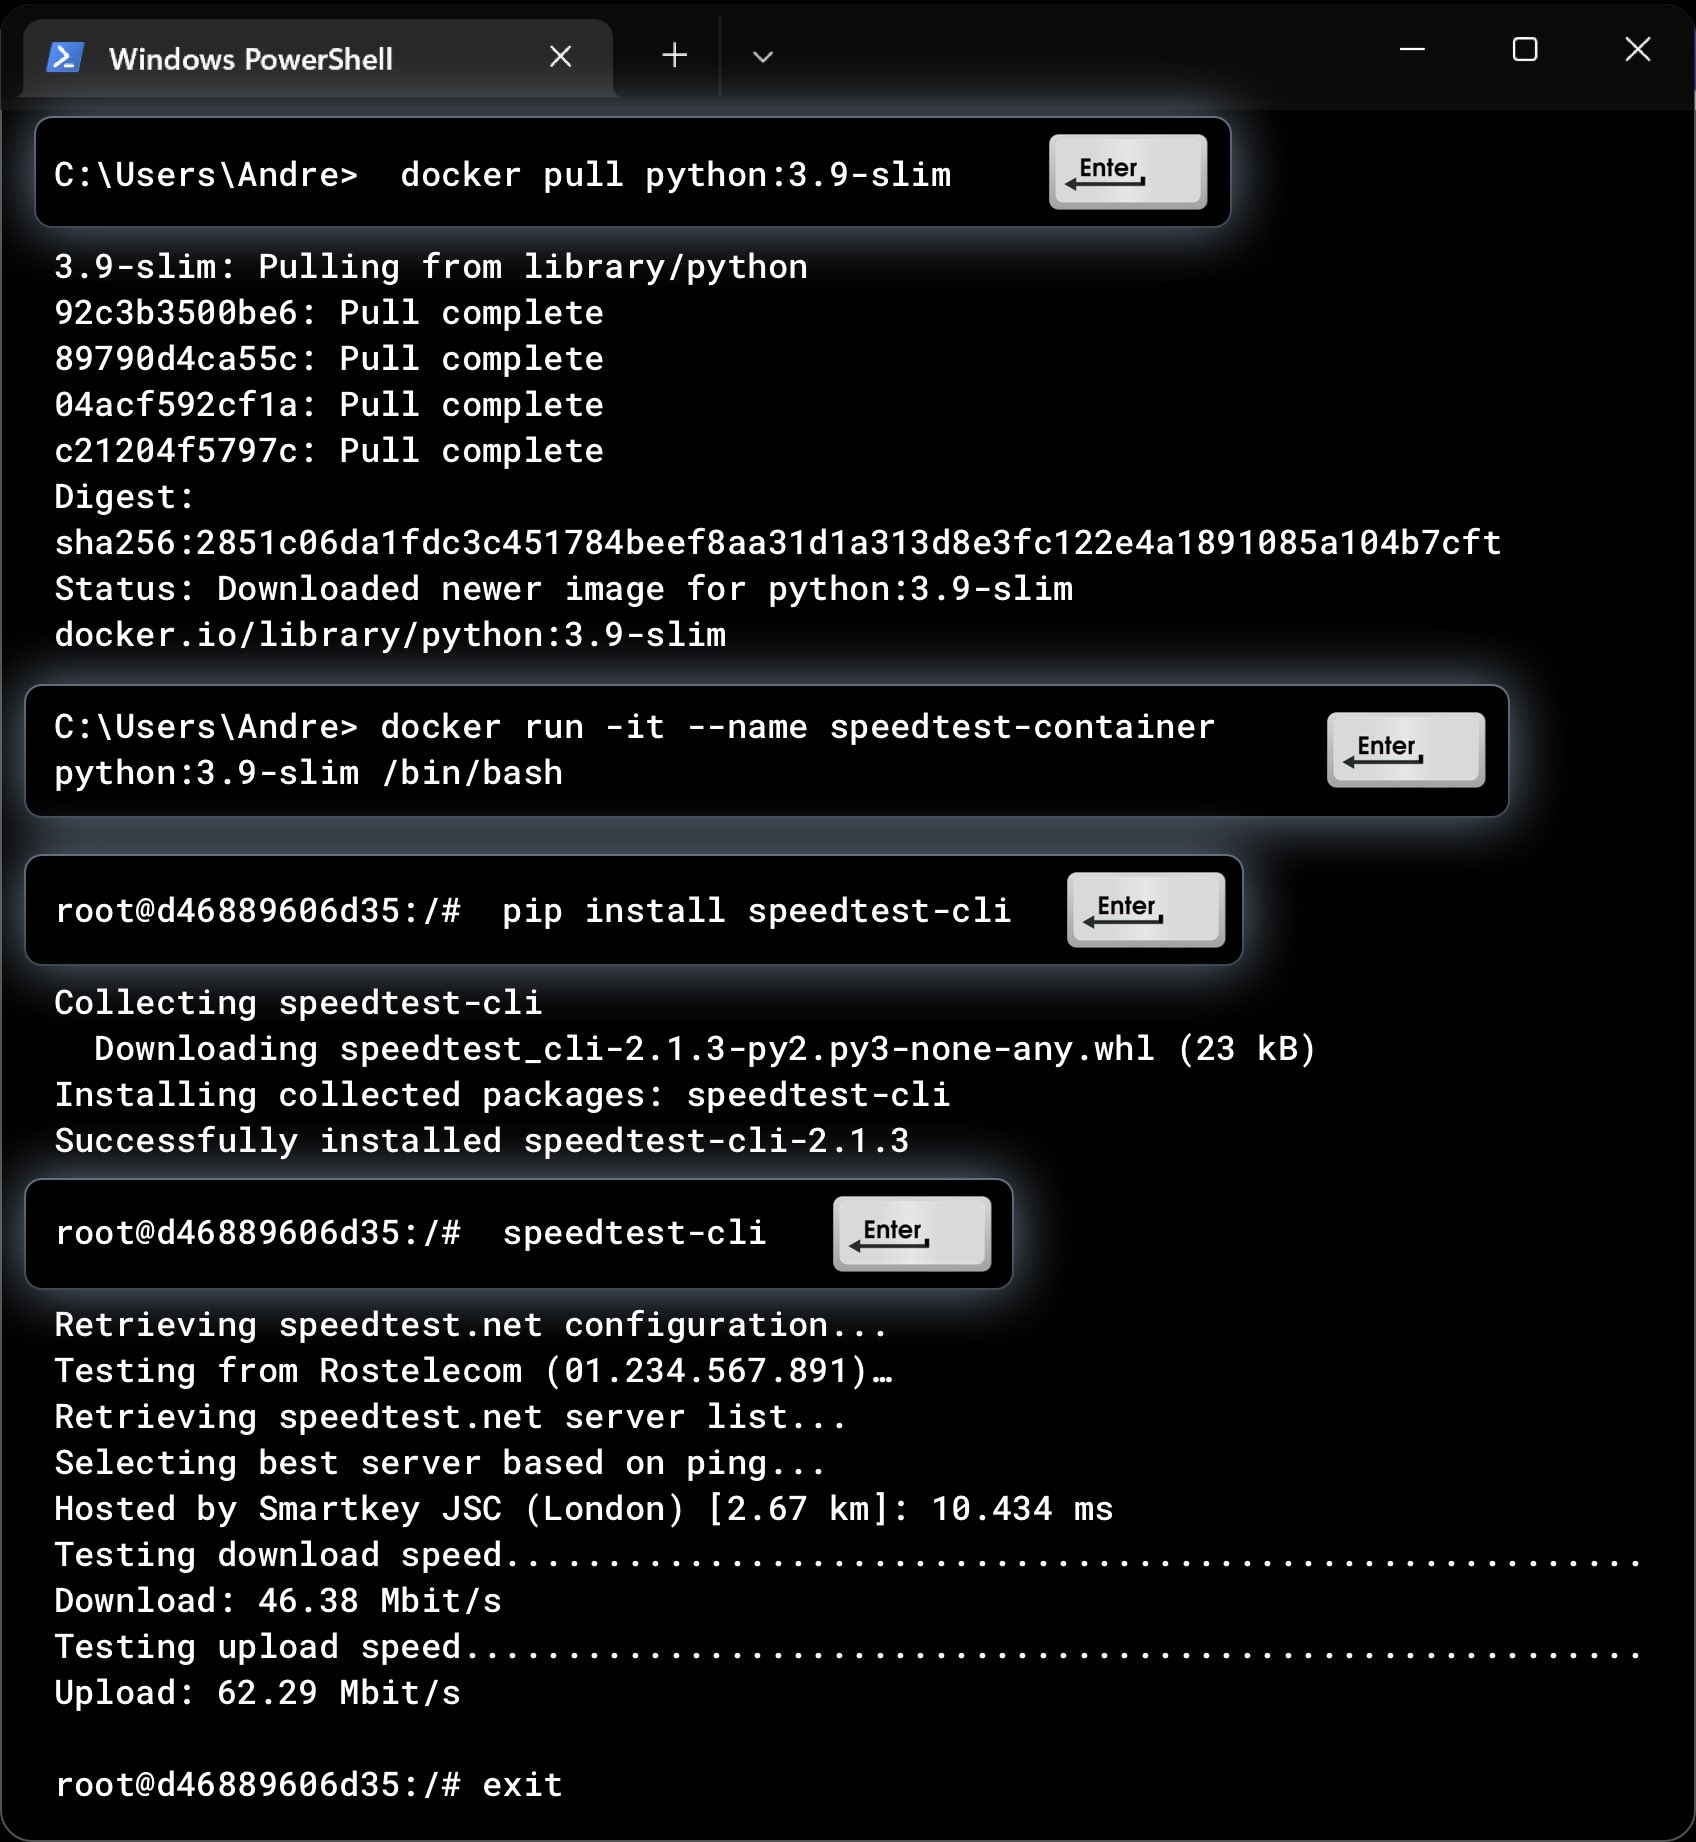 Windows PowerShell
C:\Users\Andre>  docker pull python:3.9-slim
Enter
3.9-slim: Pulling from library/python
92c3b3500be6: Pull complete
89790d4ca55c: Pull complete
04acf592cf1a: Pull complete
c21204f5797c: Pull complete
Digest:
sha256:2851c06da1fdc3c451784beef8aa31d1a313d8e3fc122e4a1891085a104b7cft
Status: Downloaded newer image for python:3.9-slim
docker.io/library/python:3.9-slim
C:\Users\Andre> docker run -it --name speedtest-container
python:3.9-slim /bin/bash
Enter
root@d46889606d35:/#  pip install speedtest-cli
Enter
Collecting speedtest-cli
  Downloading speedtest_cli-2.1.3-py2.py3-none-any.whl (23 kB)
Installing collected packages: speedtest-cli
Successfully installed speedtest-cli-2.1.3
root@d46889606d35:/#  speedtest-cli
Enter
Retrieving speedtest.net configuration...
Testing from Rostelecom (01.234.567.891)…
Retrieving speedtest.net server list...
Selecting best server based on ping...
Hosted by Smartkey JSC (London) [2.67 km]: 10.434 ms
Testing download speed........................................................
Download: 46.38 Mbit/s
Testing upload speed..........................................................
Upload: 62.29 Mbit/s
root@d46889606d35:/# exit